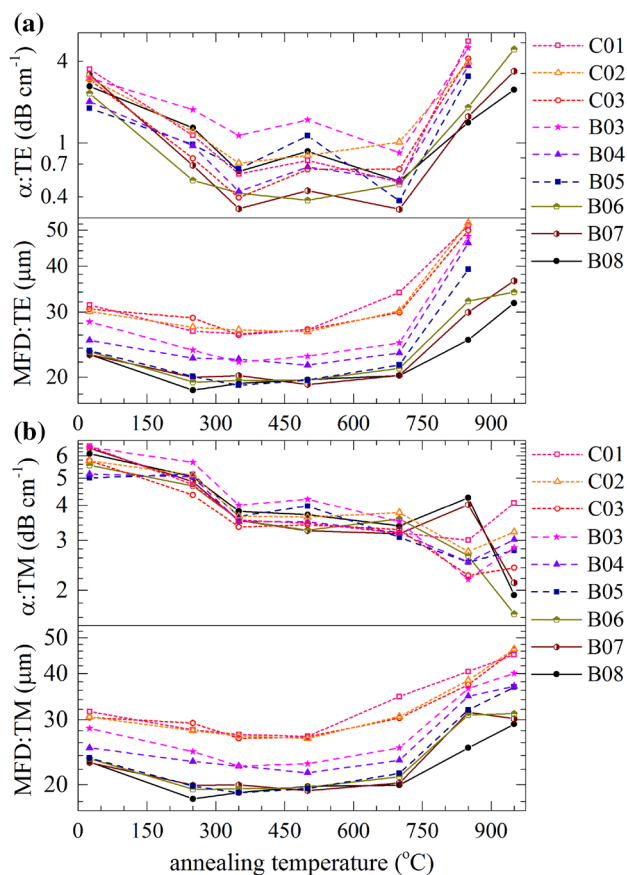 (a)
α:TE (dB cm⁻¹)
4
1
0.7
0.4
MFD:TE (μm)
50
40
30
20
0 150 300 450 600 750 900
C01
C02
C03
B03
B04
B05
B06
B07
B08
(b)
α:TM (dB cm⁻¹)
6
5
4
3
2
MFD:TM (μm)
50
40
30
20
0 150 300 450 600 750 900
annealing temperature (°C)
C01
C02
C03
B03
B04
B05
B06
B07
B08